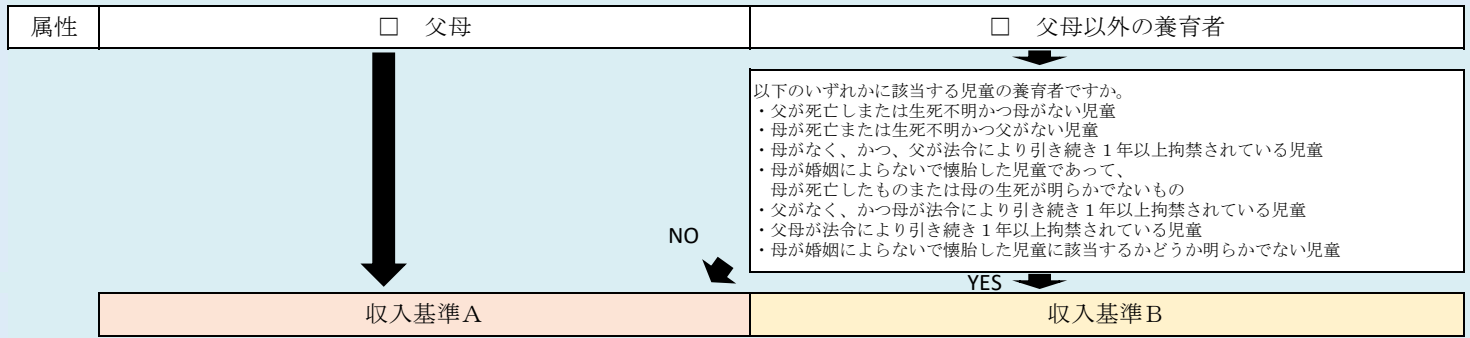 属性
□　父母
□　父母以外の養育者
以下のいずれかに該当する児童の養育者ですか。
・父が死亡しまたは生死不明かつ母がない児童
・母が死亡または生死不明かつ父がない児童
・母がなく、かつ、父が法令により引き続き１年以上拘禁されている児童
・母が婚姻によらないで懐胎した児童であって、
母が死亡したものまたは母の生死が明らかでないもの
・父がなく、かつ母が法令により引き続き１年以上拘禁されている児童
・父母が法令により引き続き１年以上拘禁されている児童
・母が婚姻によらないで懐胎した児童に該当するかどうか明らかでない児童
NO
YES
収入基準Ａ
収入基準Ｂ